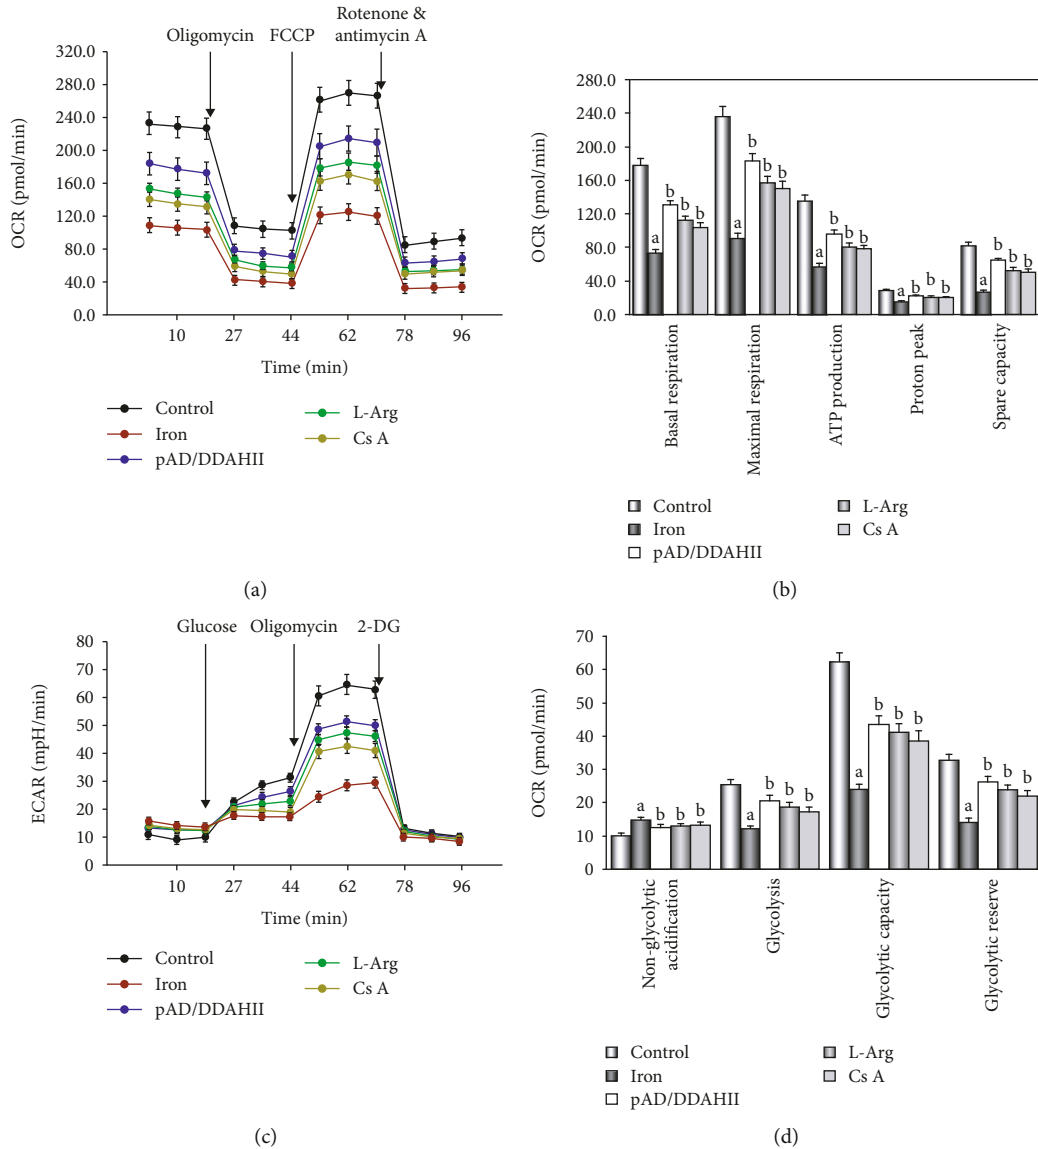 Rotenone &
Oligomycin FCCP antimycin A
320.0
280.0
240.0
200.0
160.0
120.0
80.0
40.0
0.0
OCR (pmol/min)
10 27 44 62 78 96
Time (min)
Control L-Arg
Iron Cs A
pAD/DDAHII
(a)
280.0
240.0
200.0
160.0
120.0
80.0
40.0
0.0
OCR (pmol/min)
a b b b
a b b b
a b b b
a b b b
a b b b
Basal respiration
Maximal respiration
ATP production
Proton peak
Spare capacity
Control L-Arg
Iron Cs A
pAD/DDAHII
(b)
Glucose Oligomycin 2-DG
80
70
60
50
40
30
20
10
0
ECAR (mpH/min)
10 27 44 62 78 96
Time (min)
Control L-Arg
Iron Cs A
pAD/DDAHII
(c)
70
60
50
40
30
20
10
0
OCR (pmol/min)
a b b b
a b b b
a b b b
a b b b
Non-glycolytic
acidification
Glycolysis
Glycolytic capacity
Glycolytic reserve
Control L-Arg
Iron Cs A
pAD/DDAHII
(d)